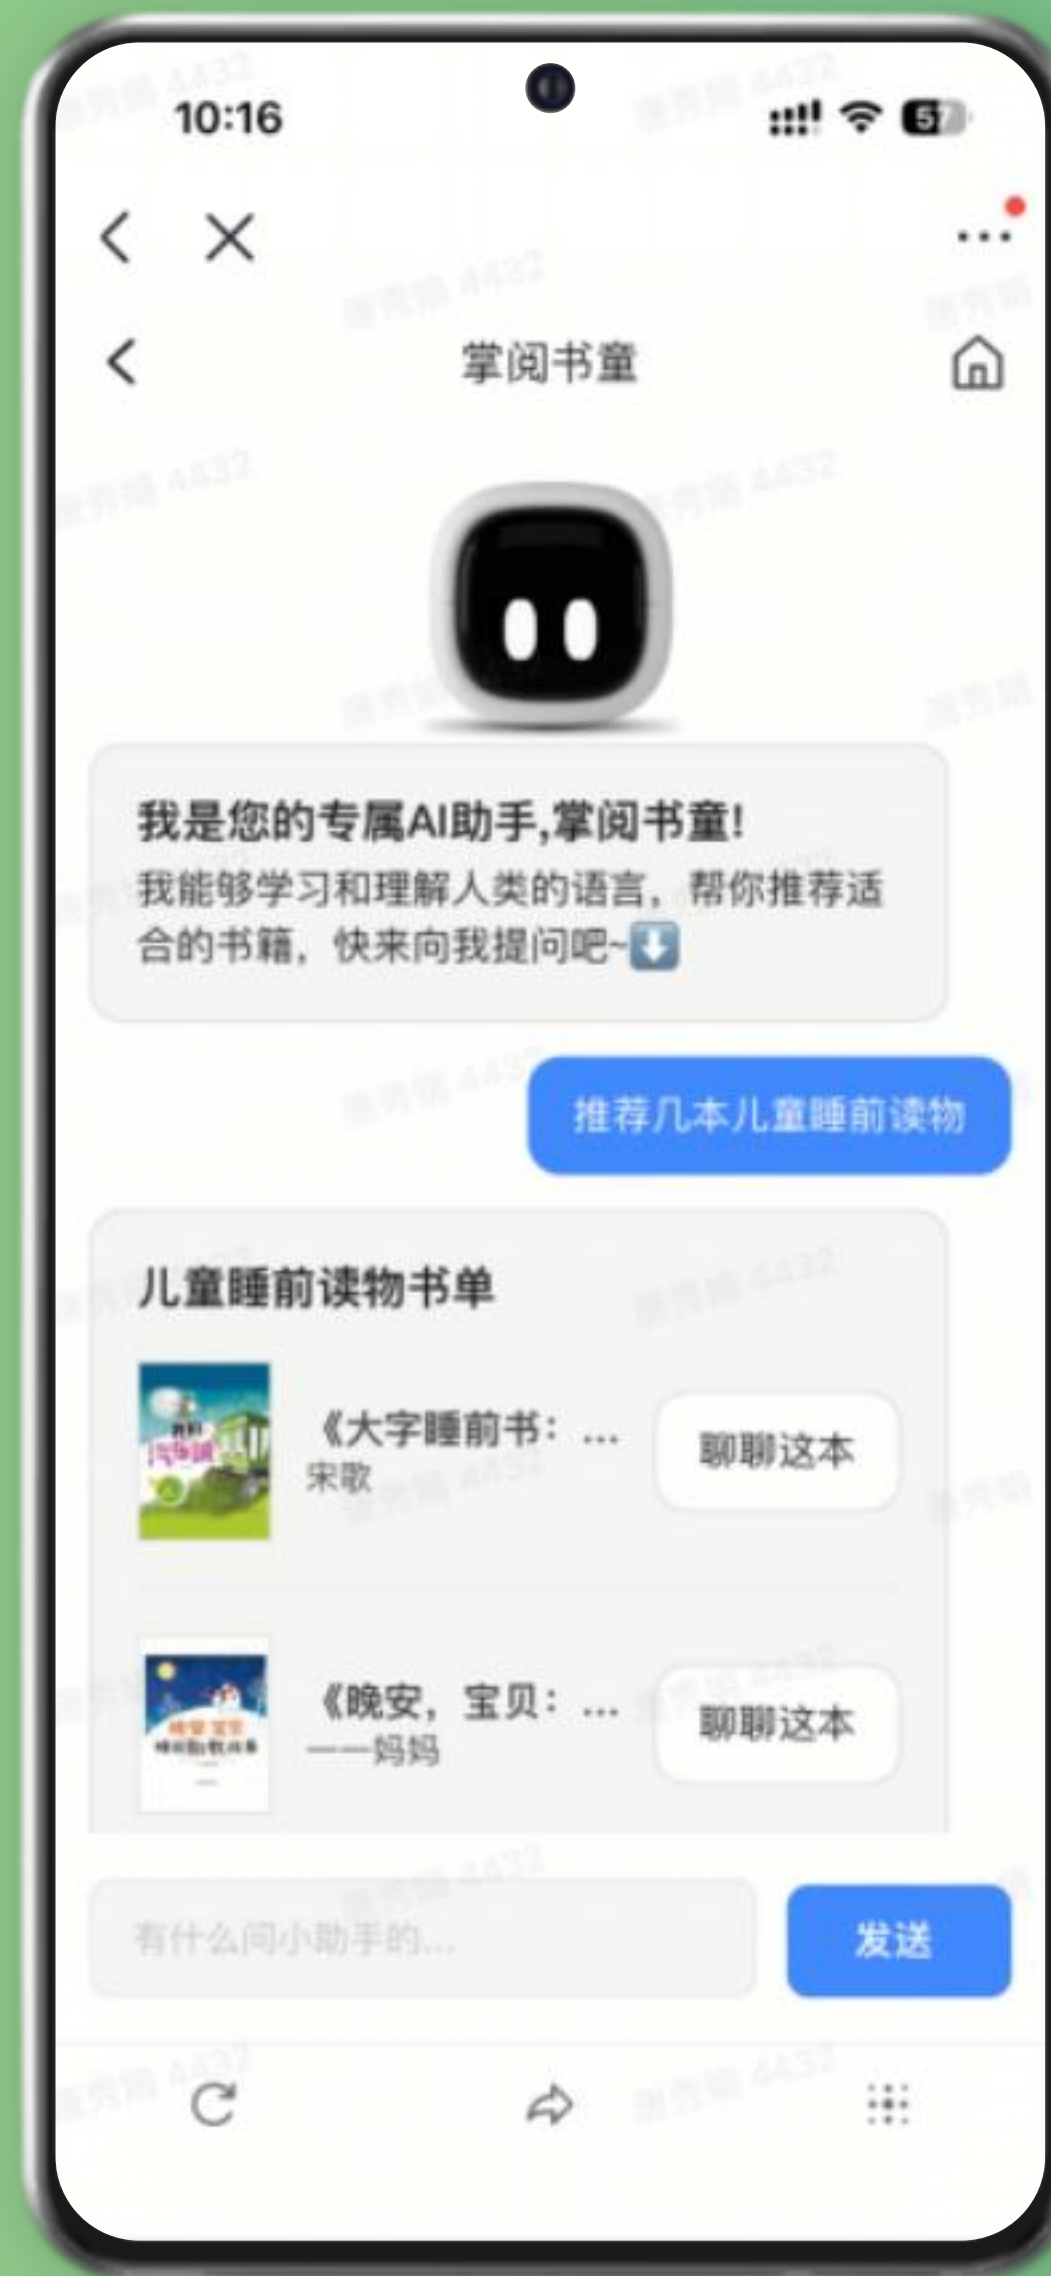 10:16
57
掌阅书童
我是您的专属AI助手,掌阅书童!
我能够学习和理解人类的语言，帮你推荐适
合的书籍，快来向我提问吧~⬇️
推荐几本儿童睡前读物
儿童睡前读物书单
《大字睡前书：...
宋歌
聊聊这本
《晚安，宝贝：...
——妈妈
聊聊这本
晚安 宝贝
有什么问小助手的...
发送